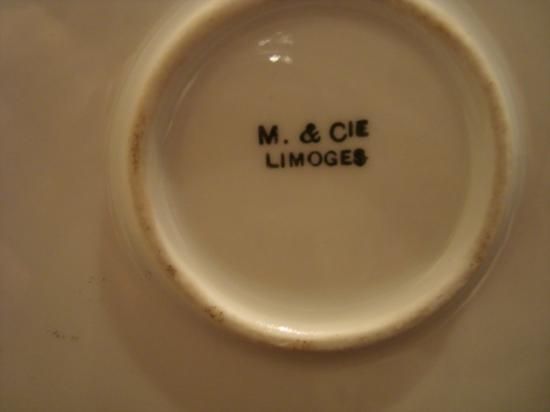 M. & CIE
LIMOGES